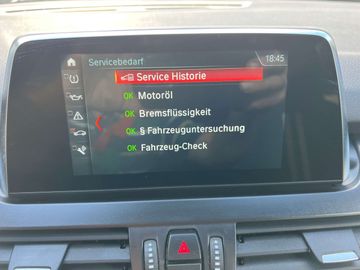 Servicebedarf
18:45
Service Historie
OK Motoröl
OK Bremsflüssigkeit
OK § Fahrzeuguntersuchung
OK Fahrzeug-Check